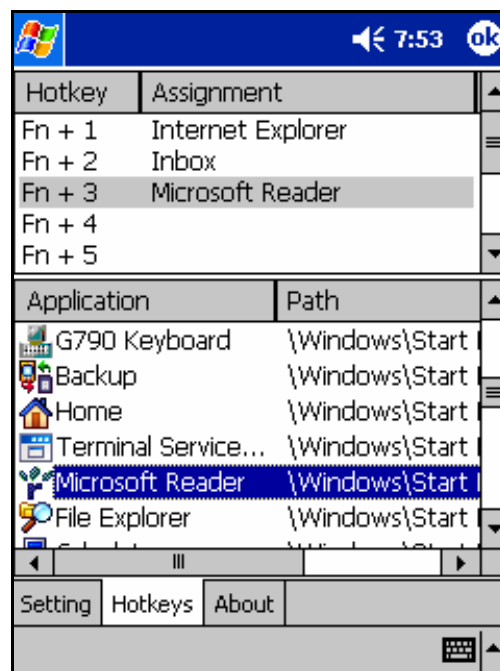 7:53 ok
Hotkey Assignment
Fn + 1 Internet Explorer
Fn + 2 Inbox
Fn + 3 Microsoft Reader
Fn + 4
Fn + 5
Application Path
G790 Keyboard \Windows\Start
Backup \Windows\Start
Home \Windows\Start
Terminal Service... \Windows\Start
Microsoft Reader \Windows\Start
File Explorer \Windows\Start
Setting Hotkeys About